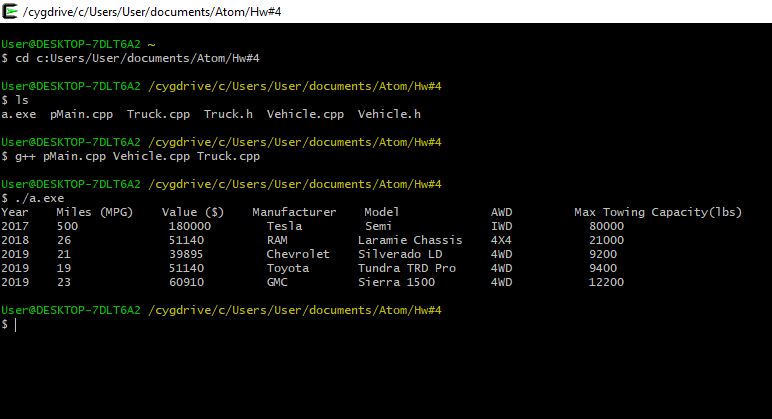 /cygdrive/c/Users/User/documents/Atom/Hw#4
User@DESKTOP-7DLT6A2 ~
$ cd c:Users/User/documents/Atom/Hw#4
User@DESKTOP-7DLT6A2 /cygdrive/c/Users/User/documents/Atom/Hw#4
$ ls
a.exe  pMain.cpp  Truck.cpp  Truck.h  Vehicle.cpp  Vehicle.h
User@DESKTOP-7DLT6A2 /cygdrive/c/Users/User/documents/Atom/Hw#4
$ g++ pMain.cpp Vehicle.cpp Truck.cpp
User@DESKTOP-7DLT6A2 /cygdrive/c/Users/User/documents/Atom/Hw#4
$ ./a.exe
Year    Miles (MPG)    Value ($)    Manufacturer    Model    AWD    Max Towing Capacity(lbs)
2017    500    180000    Tesla    Semi    IWD    80000
2018    26    51140    RAM    Laramie Chassis    4X4    21000
2019    21    39895    Chevrolet    Silverado LD    4WD    9200
2019    19    51140    Toyota    Tundra TRD Pro    4WD    9400
2019    23    60910    GMC    Sierra 1500    4WD    12200
User@DESKTOP-7DLT6A2 /cygdrive/c/Users/User/documents/Atom/Hw#4
$